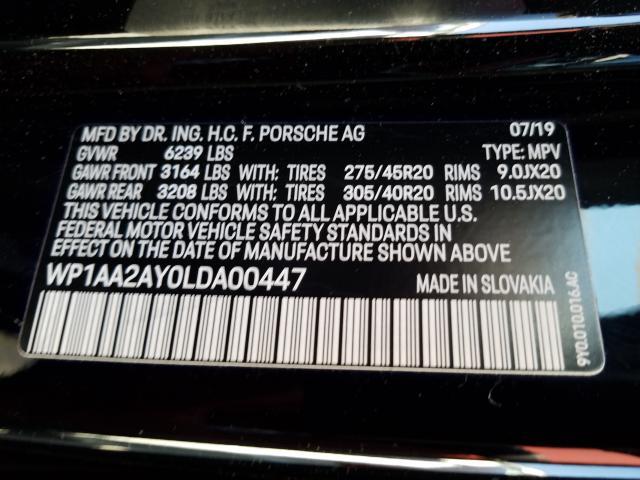 MFD BY DR. ING. H.C. F. PORSCHE AG 07/19
GVWR 6239 LBS TYPE: MPV
GAWR FRONT 3164 LBS WITH: TIRES 275/45R20 RIMS 9.0JX20
GAWR REAR 3208 LBS WITH: TIRES 305/40R20 RIMS 10.5JX20
THIS VEHICLE CONFORMS TO ALL APPLICABLE U.S.
FEDERAL MOTOR VEHICLE SAFETY STANDARDS IN
EFFECT ON THE DATE OF MANUFACTURE SHOWN ABOVE
WP1AA2AY0LDA00447 MADE IN SLOVAKIA
9Y0.010.016.AC